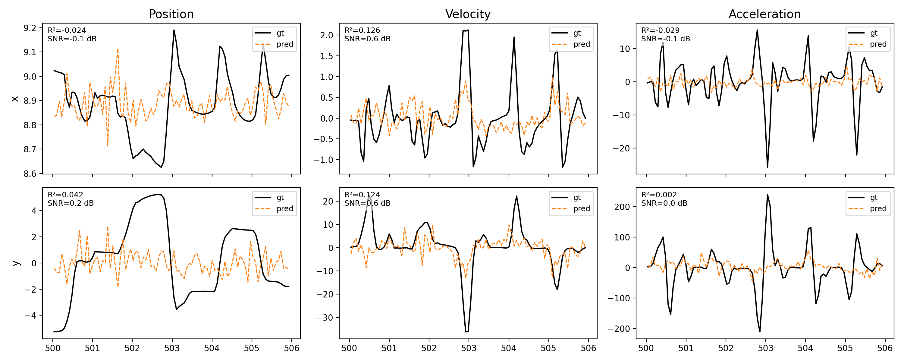 Position
Velocity
Acceleration
R²=-0.024
SNR=-0.1 dB
gt
pred
9.2
9.1
9.0
8.9
8.8
8.7
8.6
x
R²=0.126
SNR=0.6 dB
gt
pred
2.0
1.5
1.0
0.5
0.0
−0.5
−1.0
R²=-0.029
SNR=-0.1 dB
gt
pred
10
0
−10
−20
R²=0.042
SNR=0.2 dB
gt
pred
4
2
0
−2
−4
y
500 501 502 503 504 505 506
R²=0.124
SNR=0.6 dB
gt
pred
20
10
0
−10
−20
−30
500 501 502 503 504 505 506
R²=0.002
SNR=0.0 dB
gt
pred
200
100
0
−100
−200
500 501 502 503 504 505 506